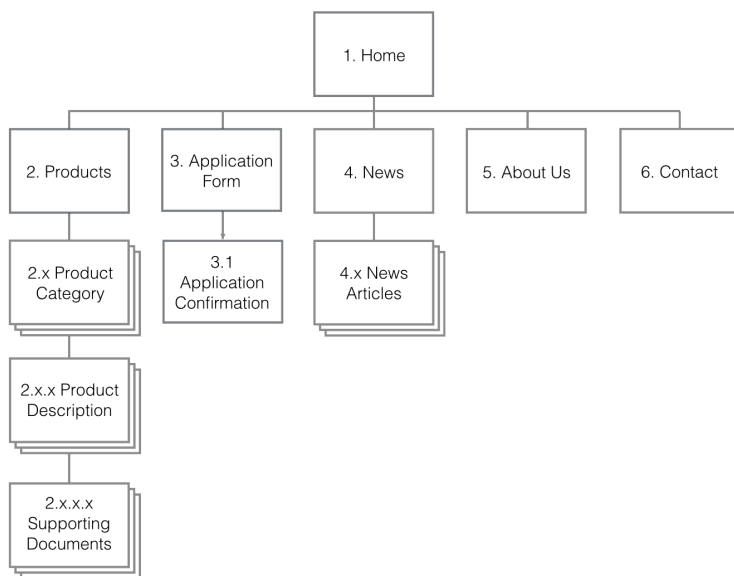 1. Home
2. Products
3. Application
Form
4. News
5. About Us
6. Contact
2.x Product
Category
3.1
Application
Confirmation
4.x News
Articles
2.x.x Product
Description
2.x.x.x
Supporting
Documents